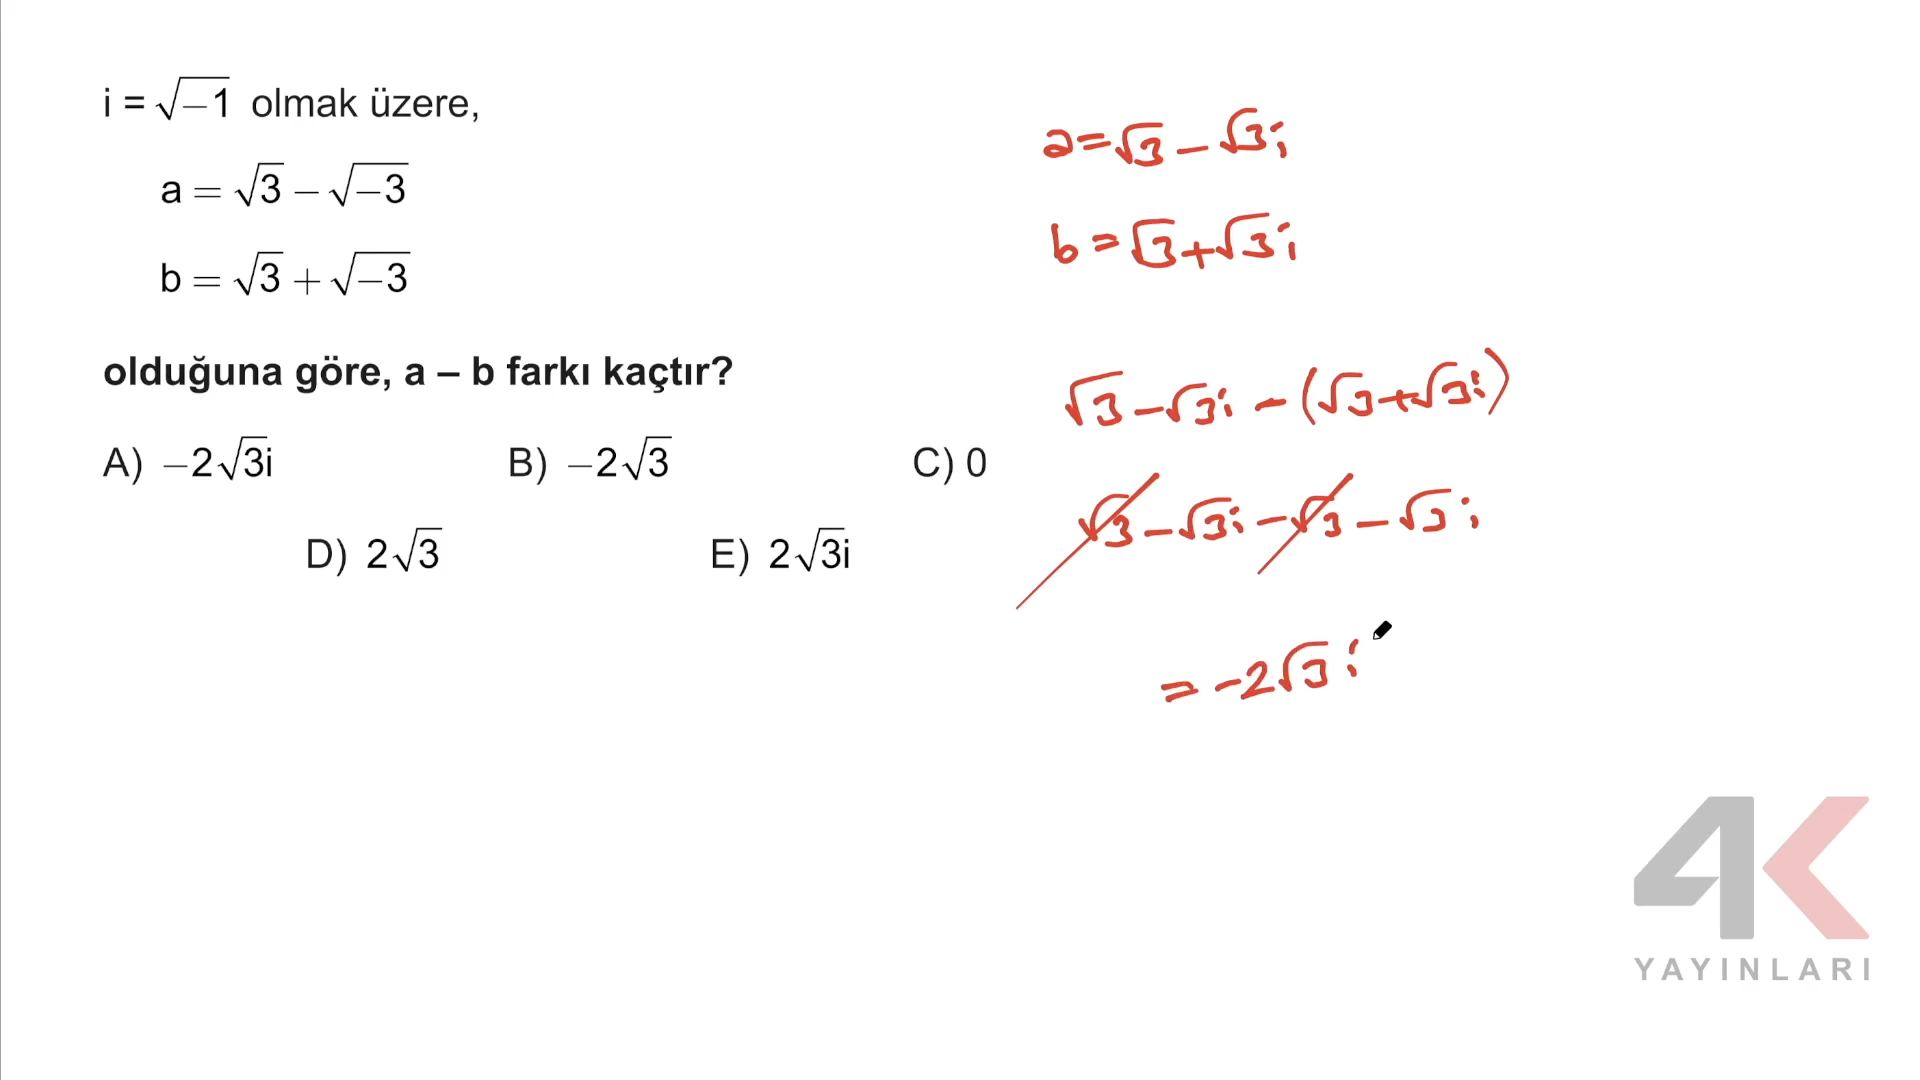 i = √−1 olmak üzere,
a = √3 − √−3
b = √3 + √−3
olduğuna göre, a – b farkı kaçtır?
A) −2√3i B) −2√3 C) 0
D) 2√3 E) 2√3i
a = √3 − √3i
b = √3 + √3i
√3 − √3i − (√3 + √3i)
√3 − √3i − √3 − √3i
= −2√3i
4K
YAYINLARI